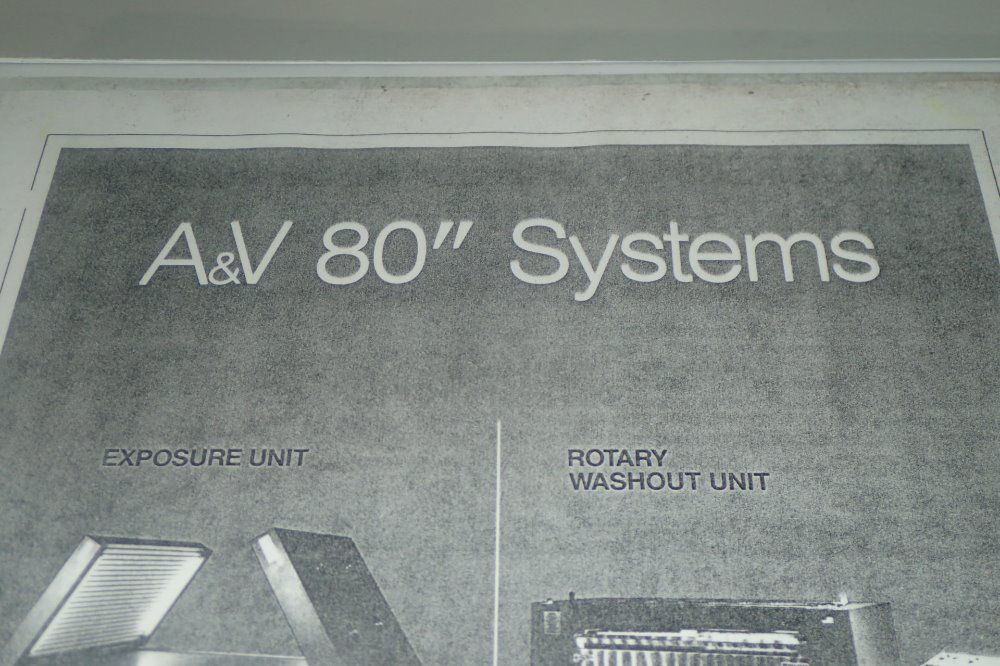 A&V 80" Systems
EXPOSURE UNIT
ROTARY
WASHOUT UNIT